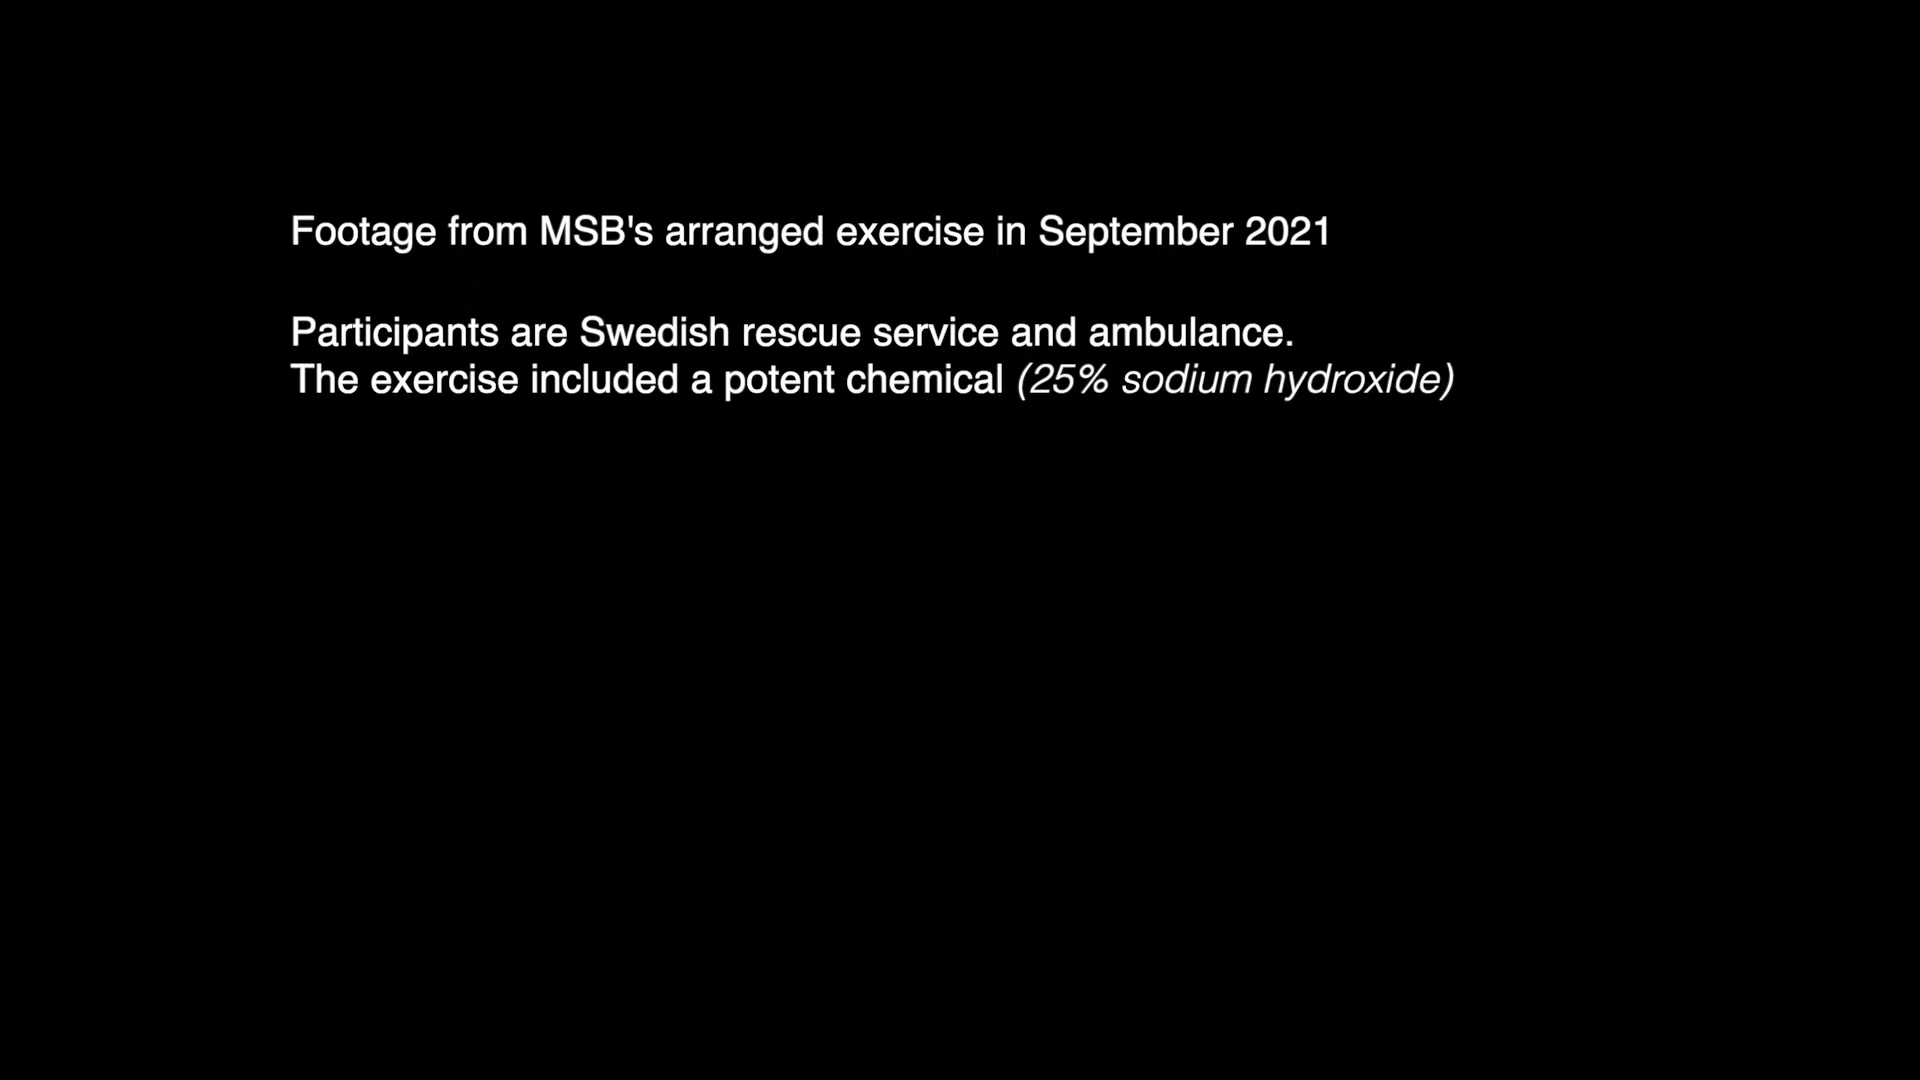 Footage from MSB's arranged exercise in September 2021
Participants are Swedish rescue service and ambulance.
The exercise included a potent chemical (25% sodium hydroxide)